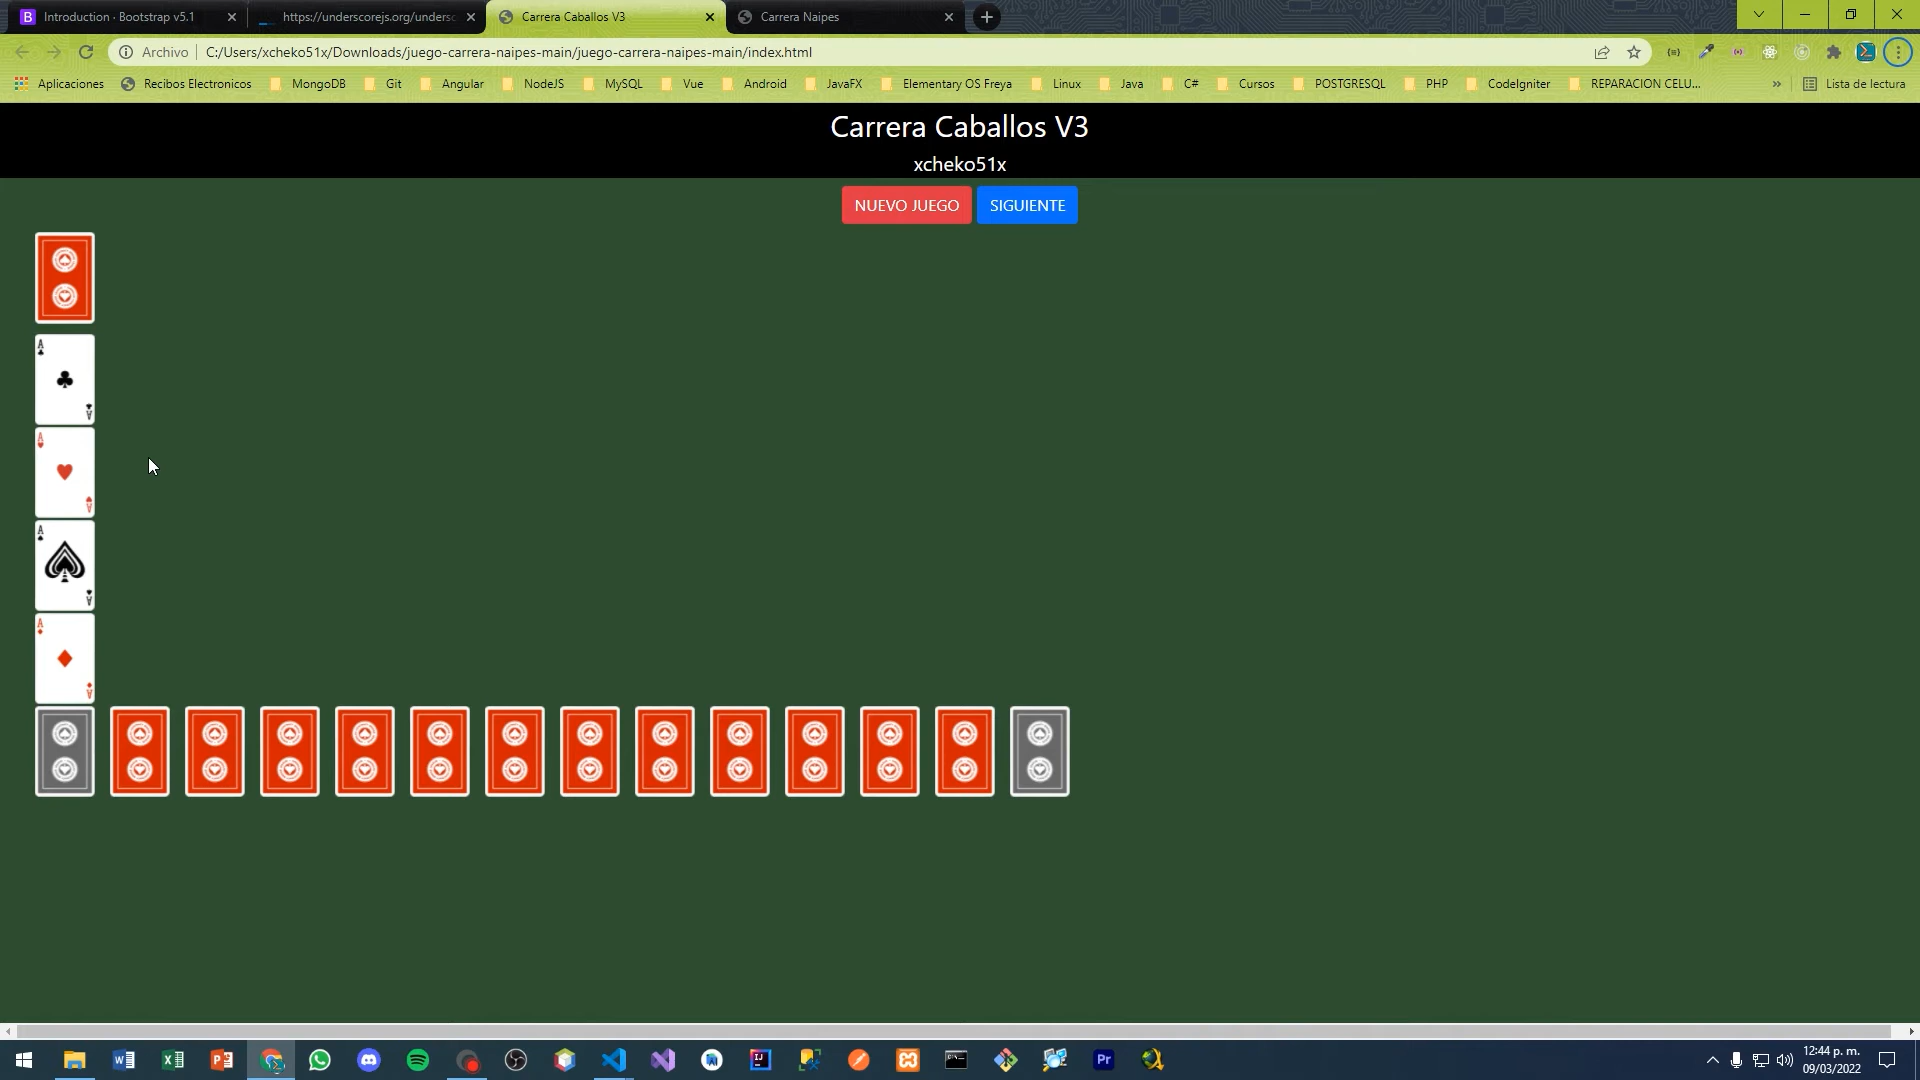 Introduction · Bootstrap v5.1
https://underscorejs.org/undersc
Carrera Caballos V3
Carrera Naipes
Archivo
C:/Users/xcheko51x/Downloads/juego-carrera-naipes-main/juego-carrera-naipes-main/index.html
Aplicaciones
Recibos Electronicos
MongoDB
Git
Angular
NodeJS
MySQL
Vue
Android
JavaFX
Elementary OS Freya
Linux
Java
C#
Cursos
POSTGRESQL
PHP
CodeIgniter
REPARACION CELU...
»
Lista de lectura
Carrera Caballos V3
xcheko51x
NUEVO JUEGO
SIGUIENTE
A
A
A
A
A
A
A
A
12:44 p. m.
09/03/2022